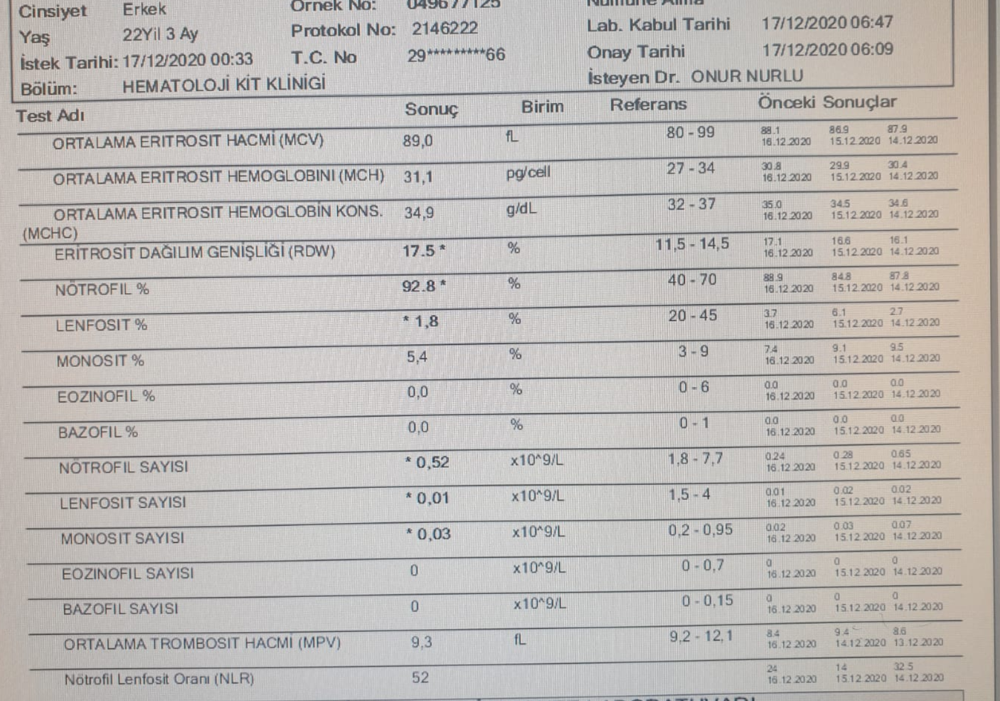 Cinsiyet Erkek Örnek No: 049677125 Numune Alma
Yaş 22Yil 3 Ay Protokol No: 2146222 Lab. Kabul Tarihi 17/12/2020 06:47
İstek Tarihi: 17/12/2020 00:33 T.C. No 29*********66 Onay Tarihi 17/12/2020 06:09
Bölüm: HEMATOLOJİ KİT KLİNİGİ İsteyen Dr. ONUR NURLU
Test Adı Sonuç Birim Referans Önceki Sonuçlar
ORTALAMA ERITROSIT HACMİ (MCV) 89,0 fL 80 - 99 88.1 86.9 87.9
16.12.2020 15.12.2020 14.12.2020
ORTALAMA ERITROSIT HEMOGLOBINI (MCH) 31,1 pg/cell 27 - 34 30.8 29.9 30.4
16.12.2020 15.12.2020 14.12.2020
ORTALAMA ERITROSIT HEMOGLOBİN KONS. 34,9 g/dL 32 - 37 35.0 34.5 34.6
(MCHC) 16.12.2020 15.12.2020 14.12.2020
ERİTROSİT DAĞILIM GENİŞLİĞİ (RDW) 17.5 * % 11,5 - 14,5 17.1 16.6 16.1
16.12.2020 15.12.2020 14.12.2020
NÖTROFIL % 92.8 * % 40 - 70 88.9 84.8 87.8
16.12.2020 15.12.2020 14.12.2020
LENFOSIT % * 1,8 % 20 - 45 3.7 6.1 2.7
16.12.2020 15.12.2020 14.12.2020
MONOSIT % 5,4 % 3 - 9 7.4 9.1 9.5
16.12.2020 15.12.2020 14.12.2020
EOZINOFIL % 0,0 % 0 - 6 0.0 0.0 0.0
16.12.2020 15.12.2020 14.12.2020
BAZOFIL % 0,0 % 0 - 1 0.0 0.0 0.0
16.12.2020 15.12.2020 14.12.2020
NÖTROFIL SAYISI * 0,52 x10^9/L 1,8 - 7,7 0.24 0.28 0.65
16.12.2020 15.12.2020 14.12.2020
LENFOSIT SAYISI * 0,01 x10^9/L 1,5 - 4 0.01 0.02 0.02
16.12.2020 15.12.2020 14.12.2020
MONOSIT SAYISI * 0,03 x10^9/L 0,2 - 0,95 0.02 0.03 0.07
16.12.2020 15.12.2020 14.12.2020
EOZINOFIL SAYISI 0 x10^9/L 0 - 0,7 0 0 0
16.12.2020 15.12.2020 14.12.2020
BAZOFIL SAYISI 0 x10^9/L 0 - 0,15 0 0 0
16.12.2020 15.12.2020 14.12.2020
ORTALAMA TROMBOSIT HACMİ (MPV) 9,3 fL 9,2 - 12,1 8.4 9.4 8.6
16.12.2020 14.12.2020 13.12.2020
Nötrofil Lenfosit Oranı (NLR) 52 24 14 32.5
16.12.2020 15.12.2020 14.12.2020